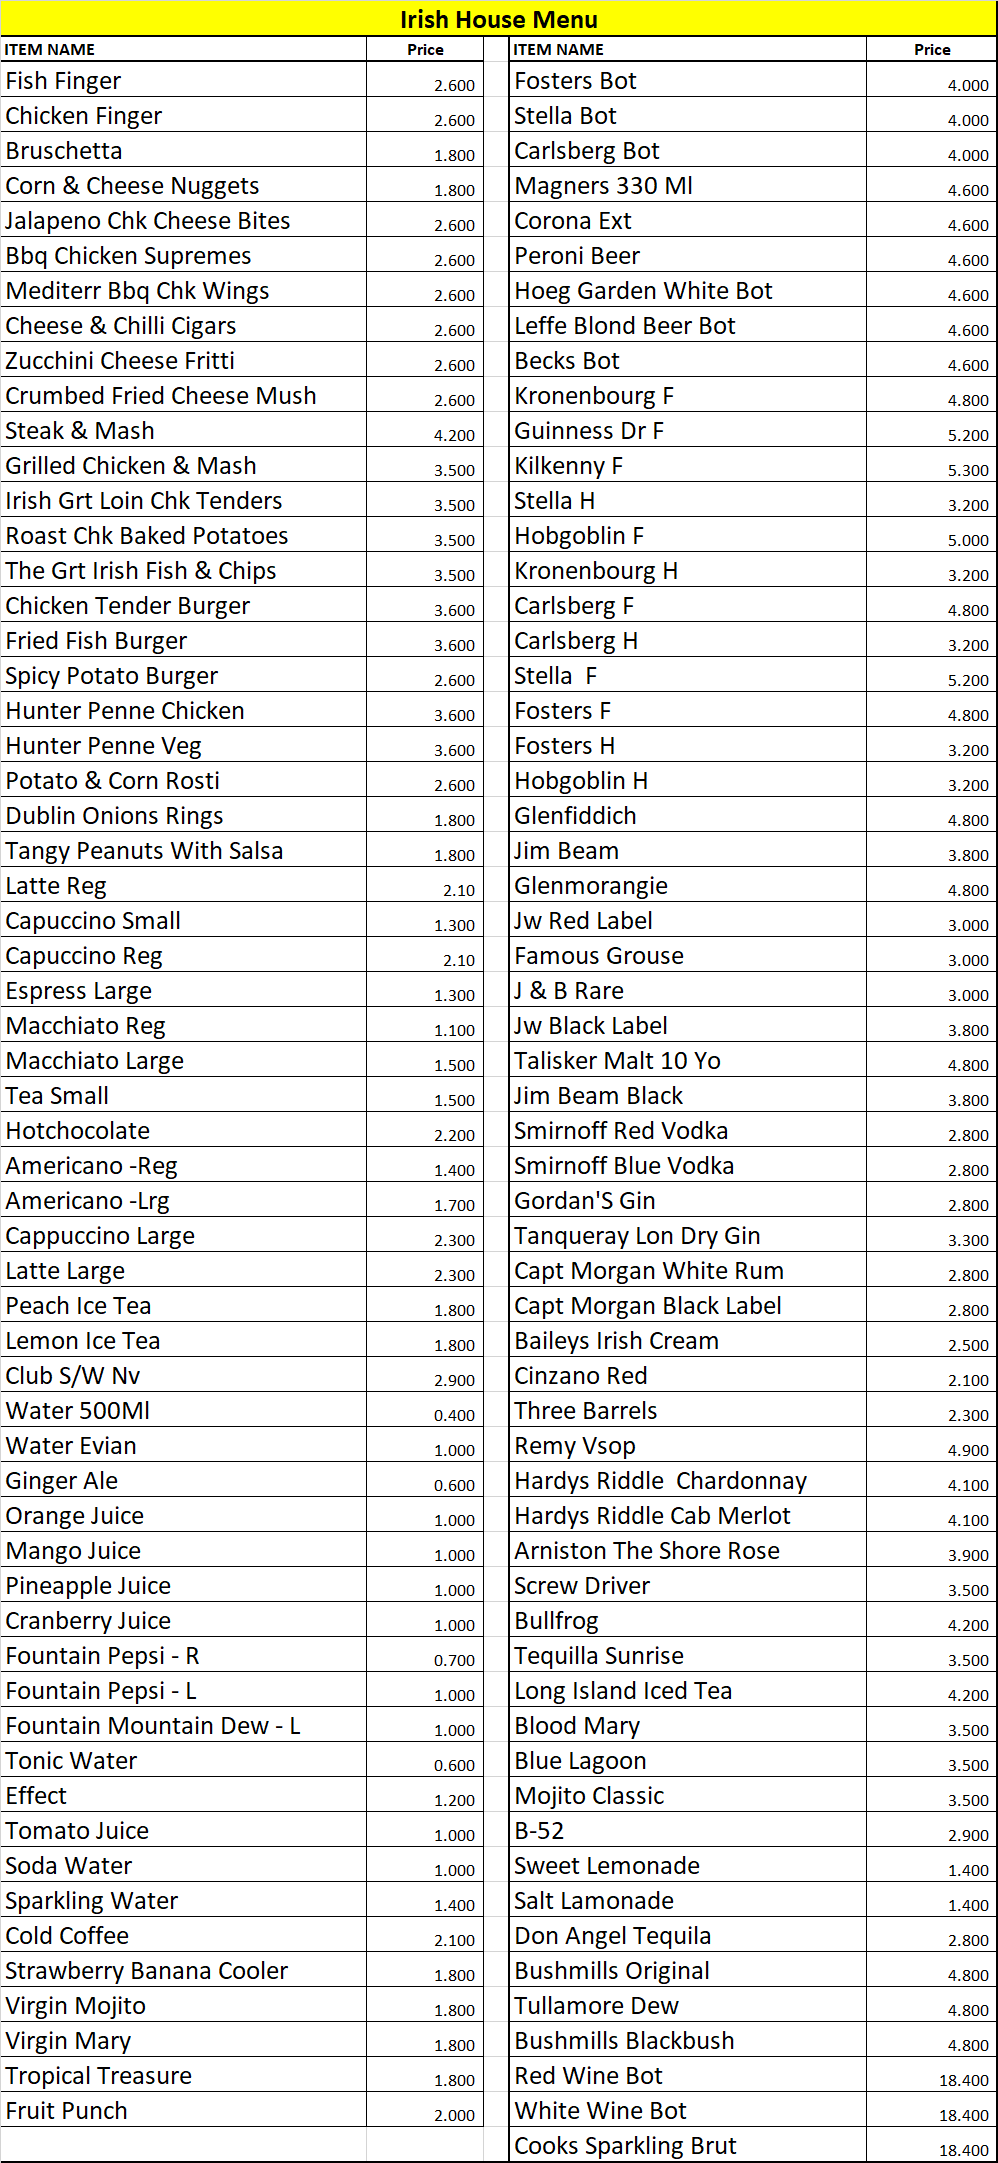 Irish House Menu
ITEM NAME Price ITEM NAME Price
Fish Finger 2.600 Fosters Bot 4.000
Chicken Finger 2.600 Stella Bot 4.000
Bruschetta 1.800 Carlsberg Bot 4.000
Corn & Cheese Nuggets 1.800 Magners 330 Ml 4.600
Jalapeno Chk Cheese Bites 2.600 Corona Ext 4.600
Bbq Chicken Supremes 2.600 Peroni Beer 4.600
Mediterr Bbq Chk Wings 2.600 Hoeg Garden White Bot 4.600
Cheese & Chilli Cigars 2.600 Leffe Blond Beer Bot 4.600
Zucchini Cheese Fritti 2.600 Becks Bot 4.600
Crumbed Fried Cheese Mush 2.600 Kronenbourg F 4.800
Steak & Mash 4.200 Guinness Dr F 5.200
Grilled Chicken & Mash 3.500 Kilkenny F 5.300
Irish Grt Loin Chk Tenders 3.500 Stella H 3.200
Roast Chk Baked Potatoes 3.500 Hobgoblin F 5.000
The Grt Irish Fish & Chips 3.500 Kronenbourg H 3.200
Chicken Tender Burger 3.600 Carlsberg F 4.800
Fried Fish Burger 3.600 Carlsberg H 3.200
Spicy Potato Burger 2.600 Stella  F 5.200
Hunter Penne Chicken 3.600 Fosters F 4.800
Hunter Penne Veg 3.600 Fosters H 3.200
Potato & Corn Rosti 2.600 Hobgoblin H 3.200
Dublin Onions Rings 1.800 Glenfiddich 4.800
Tangy Peanuts With Salsa 1.800 Jim Beam 3.800
Latte Reg 2.10 Glenmorangie 4.800
Capuccino Small 1.300 Jw Red Label 3.000
Capuccino Reg 2.10 Famous Grouse 3.000
Espress Large 1.300 J & B Rare 3.000
Macchiato Reg 1.100 Jw Black Label 3.800
Macchiato Large 1.500 Talisker Malt 10 Yo 4.800
Tea Small 1.500 Jim Beam Black 3.800
Hotchocolate 2.200 Smirnoff Red Vodka 2.800
Americano -Reg 1.400 Smirnoff Blue Vodka 2.800
Americano -Lrg 1.700 Gordan'S Gin 2.800
Cappuccino Large 2.300 Tanqueray Lon Dry Gin 3.300
Latte Large 2.300 Capt Morgan White Rum 2.800
Peach Ice Tea 1.800 Capt Morgan Black Label 2.800
Lemon Ice Tea 1.800 Baileys Irish Cream 2.500
Club S/W Nv 2.900 Cinzano Red 2.100
Water 500Ml 0.400 Three Barrels 2.300
Water Evian 1.000 Remy Vsop 4.900
Ginger Ale 0.600 Hardys Riddle  Chardonnay 4.100
Orange Juice 1.000 Hardys Riddle Cab Merlot 4.100
Mango Juice 1.000 Arniston The Shore Rose 3.900
Pineapple Juice 1.000 Screw Driver 3.500
Cranberry Juice 1.000 Bullfrog 4.200
Fountain Pepsi - R 0.700 Tequilla Sunrise 3.500
Fountain Pepsi - L 1.000 Long Island Iced Tea 4.200
Fountain Mountain Dew - L 1.000 Blood Mary 3.500
Tonic Water 0.600 Blue Lagoon 3.500
Effect 1.200 Mojito Classic 3.500
Tomato Juice 1.000 B-52 2.900
Soda Water 1.000 Sweet Lemonade 1.400
Sparkling Water 1.400 Salt Lamonade 1.400
Cold Coffee 2.100 Don Angel Tequila 2.800
Strawberry Banana Cooler 1.800 Bushmills Original 4.800
Virgin Mojito 1.800 Tullamore Dew 4.800
Virgin Mary 1.800 Bushmills Blackbush 4.800
Tropical Treasure 1.800 Red Wine Bot 18.400
Fruit Punch 2.000 White Wine Bot 18.400
Cooks Sparkling Brut 18.400